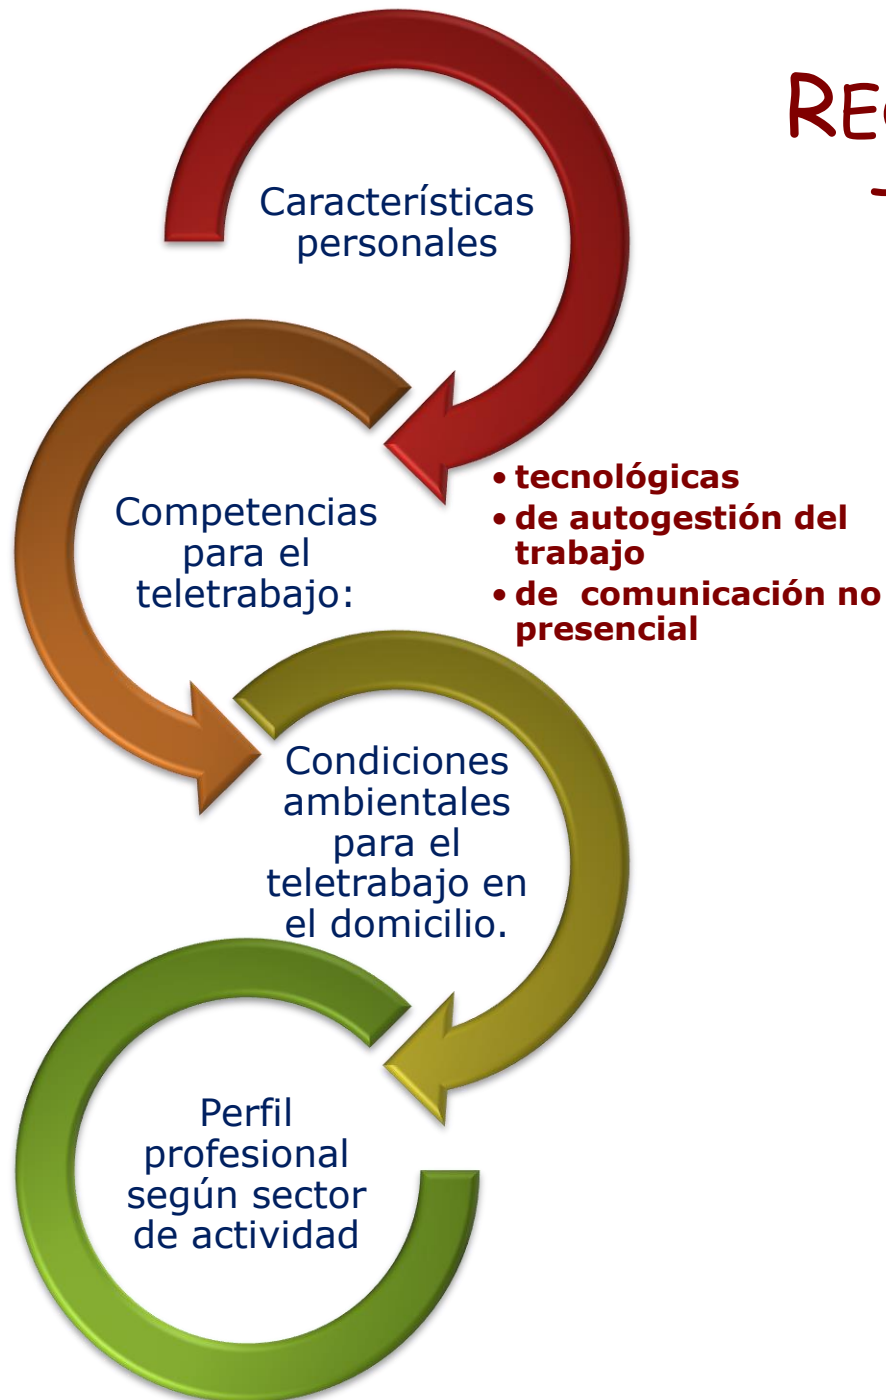 Características
personales
Competencias
para el
teletrabajo:
• tecnológicas
• de autogestión del
trabajo
• de comunicación no
presencial
Condiciones
ambientales
para el
teletrabajo en
el domicilio.
Perfil
profesional
según sector
de actividad